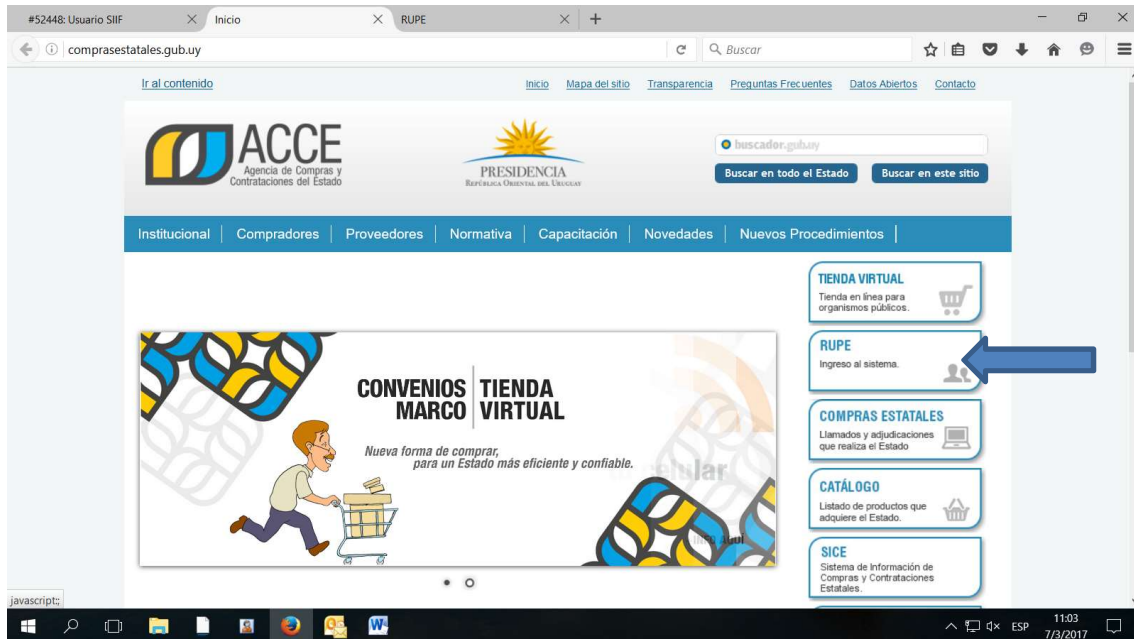 #52448: Usuario SIIF
Inicio
RUPE
comprasestatales.gub.uy
Buscar
Ir al contenido
Inicio Mapa del sitio Transparencia Preguntas Frecuentes Datos Abiertos Contacto
ACCE
Agencia de Compras y
Contrataciones del Estado
PRESIDENCIA
REPÚBLICA ORIENTAL DEL URUGUAY
buscador.gub.uy
Buscar en todo el Estado Buscar en este sitio
Institucional Compradores Proveedores Normativa Capacitación Novedades Nuevos Procedimientos
TIENDA VIRTUAL
Tienda en línea para
organismos públicos.
RUPE
Ingreso al sistema.
CONVENIOS TIENDA
MARCO VIRTUAL
Nueva forma de comprar,
para un Estado más eficiente y confiable.
COMPRAS ESTATALES
Llamados y adjudicaciones
que realiza el Estado
CATÁLOGO
Listado de productos que
adquiere el Estado.
SICE
Sistema de Información de
Compras y Contrataciones
Estatales.
javascript:;
ESP
11:03
7/3/2017